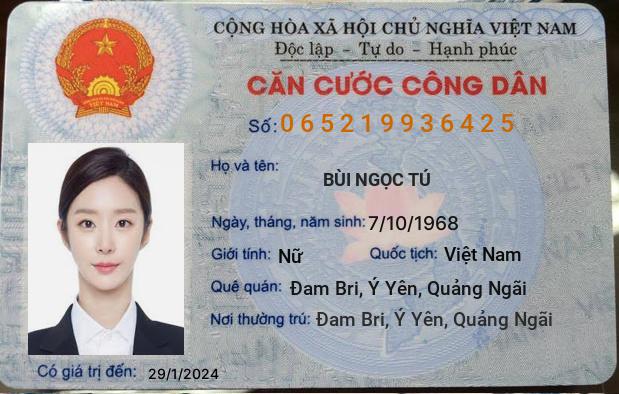 CỘNG HÒA XÃ HỘI CHỦ NGHĨA VIỆT NAM
Độc lập - Tự do - Hạnh phúc
CĂN CƯỚC CÔNG DÂN
Số: 065219936425
Họ và tên:
BÙI NGỌC TÚ
Ngày, tháng, năm sinh: 7/10/1968
Giới tính: Nữ Quốc tịch: Việt Nam
Quê quán: Đam Bri, Ý Yên, Quảng Ngãi
Nơi thường trú: Đam Bri, Ý Yên, Quảng Ngãi
Có giá trị đến: 29/1/2024
VIỆT NAM